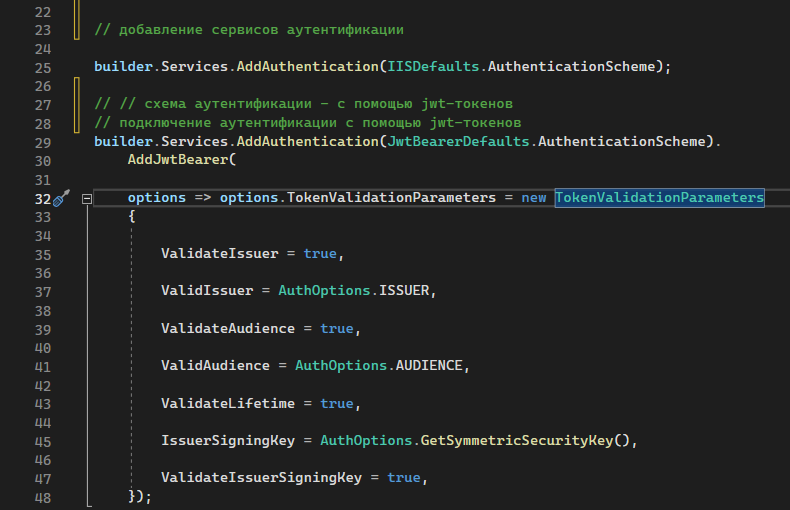 22
23 // добавление сервисов аутентификации
24
25 builder.Services.AddAuthentication(IISDefaults.AuthenticationScheme);
26
27 // // схема аутентификации - с помощью jwt-токенов
28 // подключение аутентификации с помощью jwt-токенов
29 builder.Services.AddAuthentication(JwtBearerDefaults.AuthenticationScheme).
30 AddJwtBearer(
31
32 options => options.TokenValidationParameters = new TokenValidationParameters
33 {
34
35 ValidateIssuer = true,
36
37 ValidIssuer = AuthOptions.ISSUER,
38
39 ValidateAudience = true,
40
41 ValidAudience = AuthOptions.AUDIENCE,
42
43 ValidateLifetime = true,
44
45 IssuerSigningKey = AuthOptions.GetSymmetricSecurityKey(),
46
47 ValidateIssuerSigningKey = true,
48 });